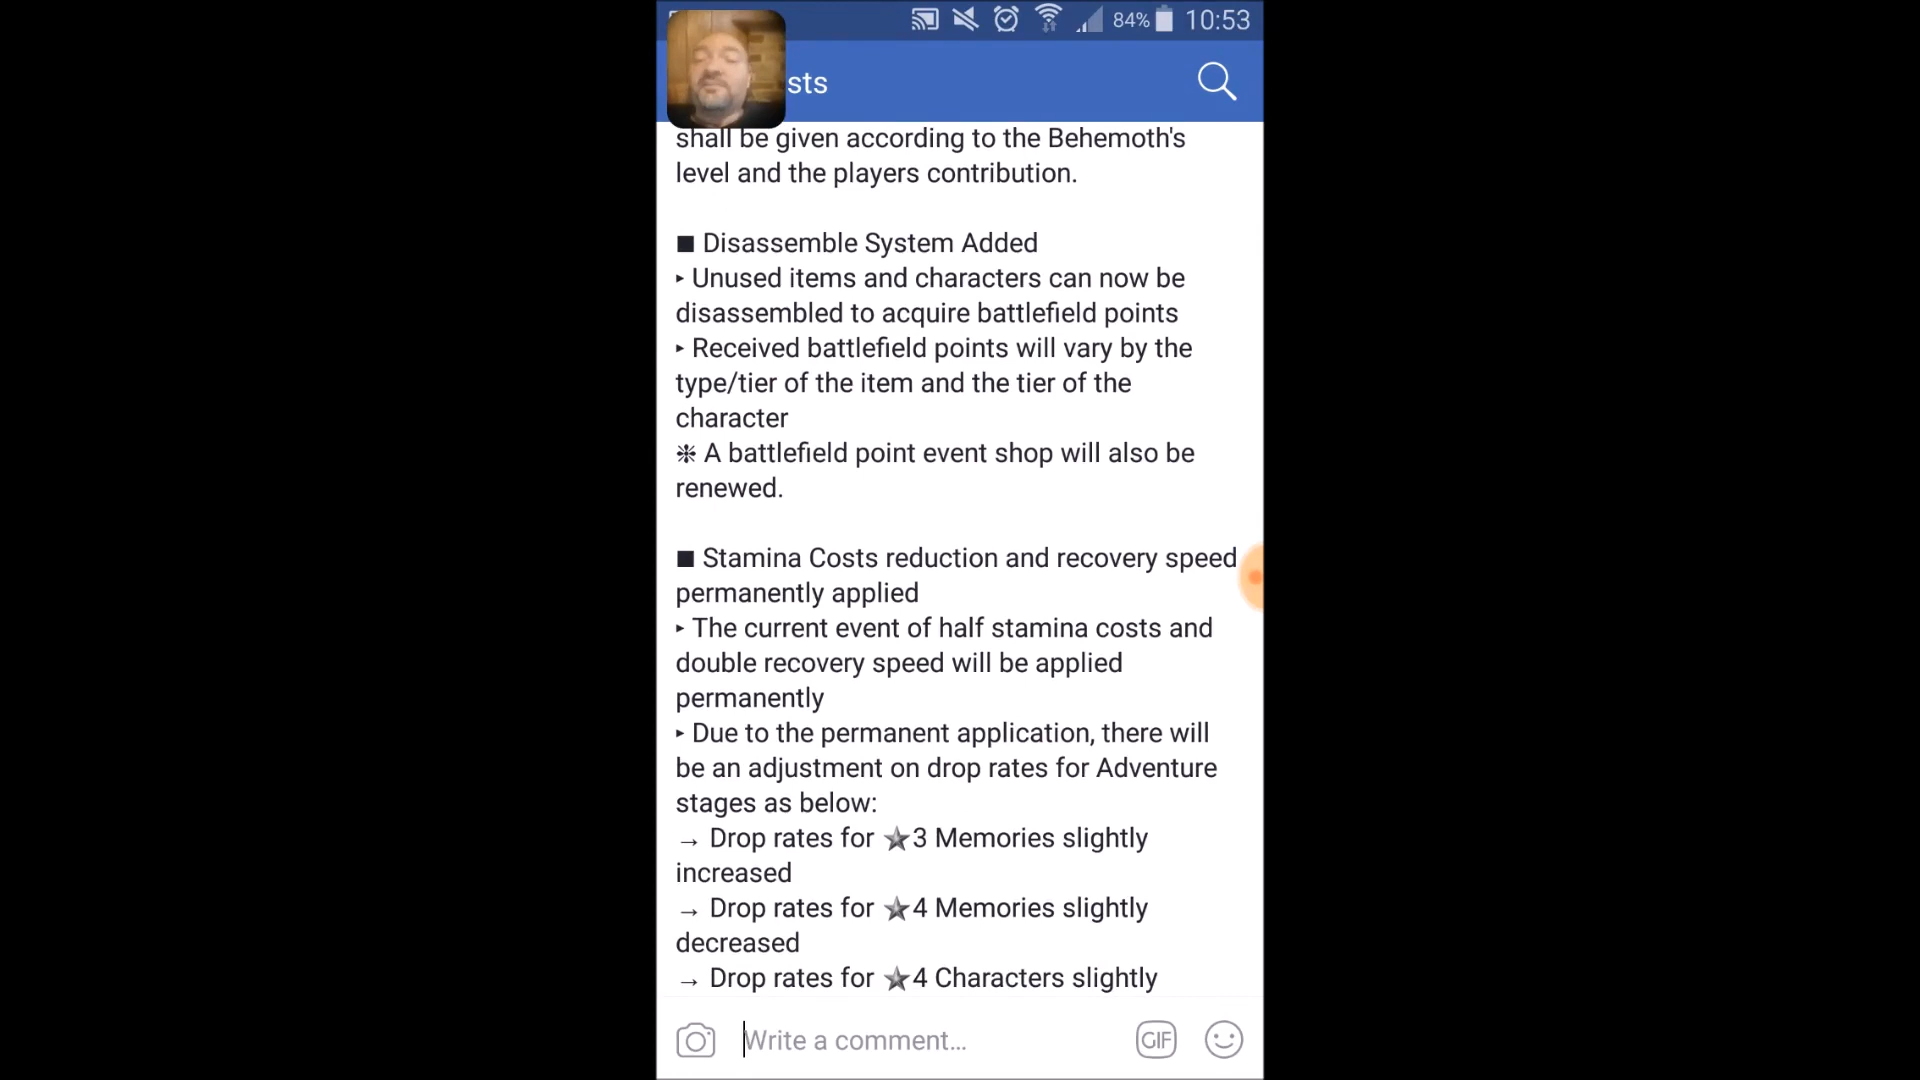 84% 10:53
sts
shall be given according to the Behemoth's
level and the players contribution.
■ Disassemble System Added
‣ Unused items and characters can now be
disassembled to acquire battlefield points
‣ Received battlefield points will vary by the
type/tier of the item and the tier of the
character
❈ A battlefield point event shop will also be
renewed.
■ Stamina Costs reduction and recovery speed
permanently applied
‣ The current event of half stamina costs and
double recovery speed will be applied
permanently
‣ Due to the permanent application, there will
be an adjustment on drop rates for Adventure
stages as below:
→ Drop rates for ★3 Memories slightly
increased
→ Drop rates for ★4 Memories slightly
decreased
→ Drop rates for ★4 Characters slightly
Write a comment... GIF